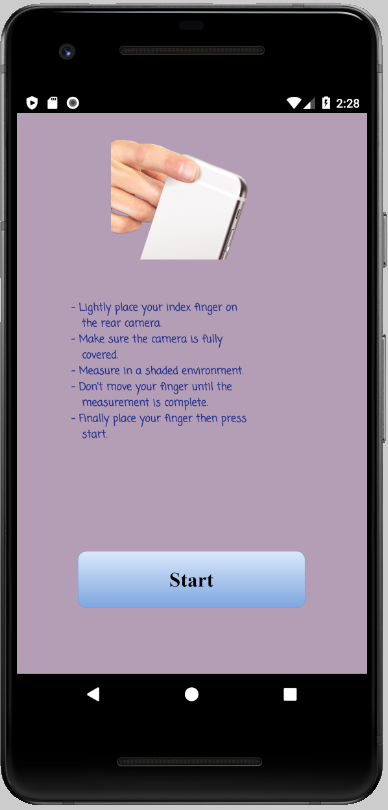 2:28
- Lightly place your index finger on
the rear camera.
- Make sure the camera is fully
covered.
- Measure in a shaded environment.
- Don't move your finger until the
measurement is complete.
- Finally place your finger then press
start.
Start